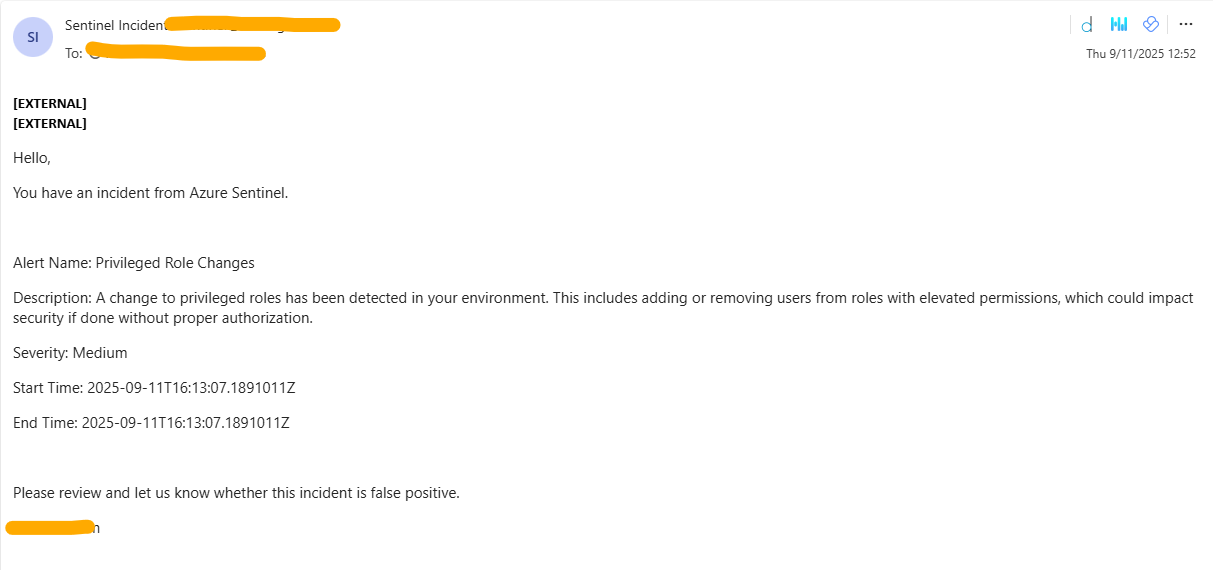 SI
Sentinel Incident
Thu 9/11/2025 12:52
To:
[EXTERNAL]
[EXTERNAL]
Hello,
You have an incident from Azure Sentinel.
Alert Name: Privileged Role Changes
Description: A change to privileged roles has been detected in your environment. This includes adding or removing users from roles with elevated permissions, which could impact
security if done without proper authorization.
Severity: Medium
Start Time: 2025-09-11T16:13:07.1891011Z
End Time: 2025-09-11T16:13:07.1891011Z
Please review and let us know whether this incident is false positive.